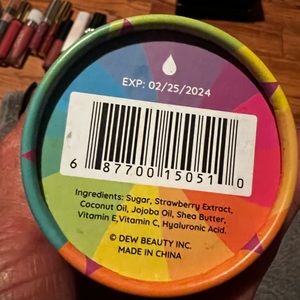 EXP: 02/25/2024
6 87700 15051 0
Ingredients: Sugar, Strawberry Extract,
Coconut Oil, Jojoba Oil, Shea Butter,
Vitamin E,Vitamin C, Hyaluronic Acid.
© DEW BEAUTY INC.
MADE IN CHINA